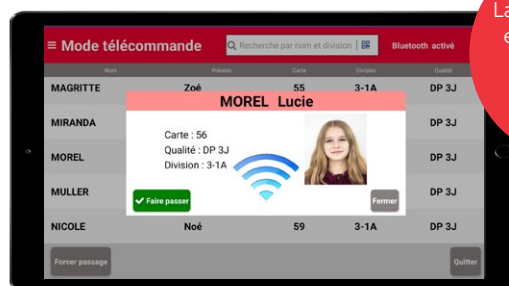 La
e
≡ Mode télécommande
Recherche par nom et division
Bluetooth activé
Nom Prénom Carte Division Qualité
MAGRITTE Zoé 55 3-1A DP 3J
MOREL Lucie
MIRANDA DP 3J
Carte : 56
Qualité : DP 3J
Division : 3-1A
MOREL DP 3J
MULLER DP 3J
✓ Faire passer
Fermer
NICOLE Noé 59 3-1A DP 3J
Forcer passage
Quitter